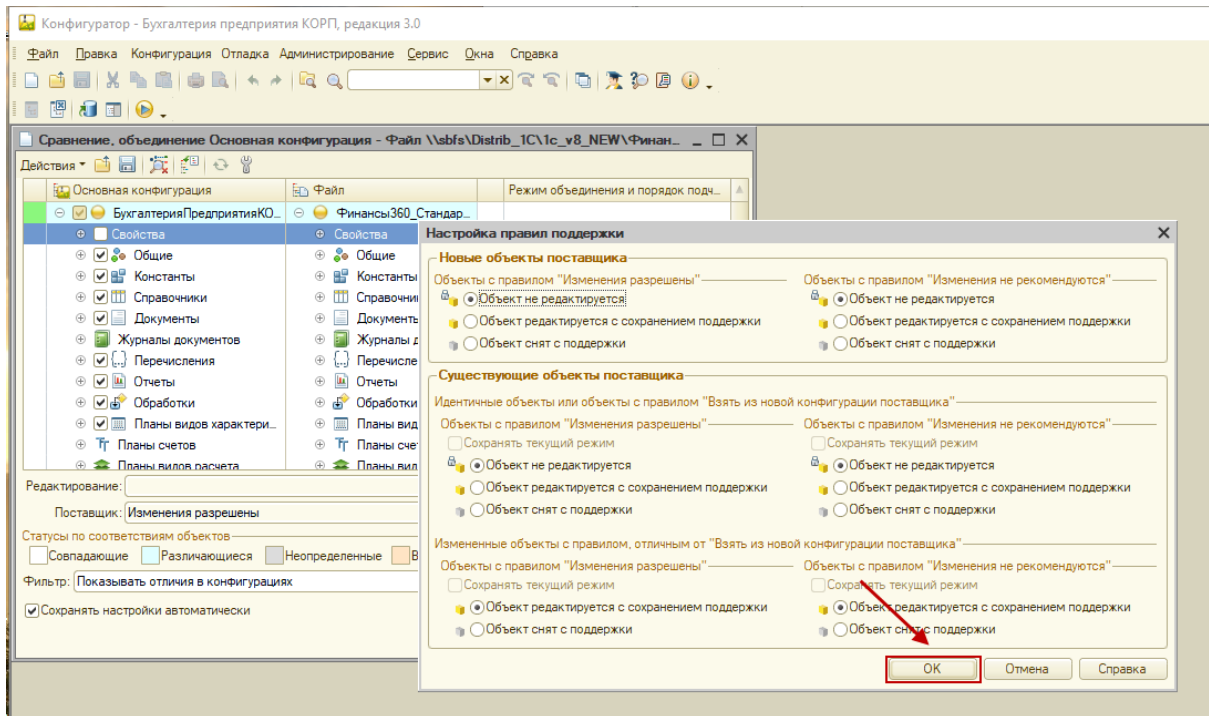 Конфигуратор - Бухгалтерия предприятия КОРП, редакция 3.0
Файл Правка Конфигурация Отладка Администрирование Сервис Окна Справка
Сравнение, объединение Основная конфигурация - Файл \\sbfs\Distrib_1C\1c_v8_NEW\Финан...
Действия
Основная конфигурация Файл Режим объединения и порядок подч...
БухгалтерияПредприятияКО... Финансы360_Стандар...
Свойства Свойства
Общие Общие
Константы Константы
Справочники Справочни
Документы Документь
Журналы документов Журналы д
Перечисления Перечисле
Отчеты Отчеты
Обработки Обработки
Планы видов характери... Планы вид
Планы счетов Планы счет
Планы видов расчета Планы вид
Редактирование:
Поставщик: Изменения разрешены
Статусы по соответствиям объектов
Совпадающие Различающиеся Неопределенные В
Фильтр: Показывать отличия в конфигурациях
Сохранять настройки автоматически
Настройка правил поддержки
Новые объекты поставщика
Объекты с правилом "Изменения разрешены" Объекты с правилом "Изменения не рекомендуются"
Объект не редактируется Объект не редактируется
Объект редактируется с сохранением поддержки Объект редактируется с сохранением поддержки
Объект снят с поддержки Объект снят с поддержки
Существующие объекты поставщика
Идентичные объекты или объекты с правилом "Взять из новой конфигурации поставщика"
Объекты с правилом "Изменения разрешены" Объекты с правилом "Изменения не рекомендуются"
Сохранять текущий режим Сохранять текущий режим
Объект не редактируется Объект не редактируется
Объект редактируется с сохранением поддержки Объект редактируется с сохранением поддержки
Объект снят с поддержки Объект снят с поддержки
Измененные объекты с правилом, отличным от "Взять из новой конфигурации поставщика"
Объекты с правилом "Изменения разрешены" Объекты с правилом "Изменения не рекомендуются"
Сохранять текущий режим Сохранять текущий режим
Объект редактируется с сохранением поддержки Объект редактируется с сохранением поддержки
Объект снят с поддержки Объект снят с поддержки
OK Отмена Справка